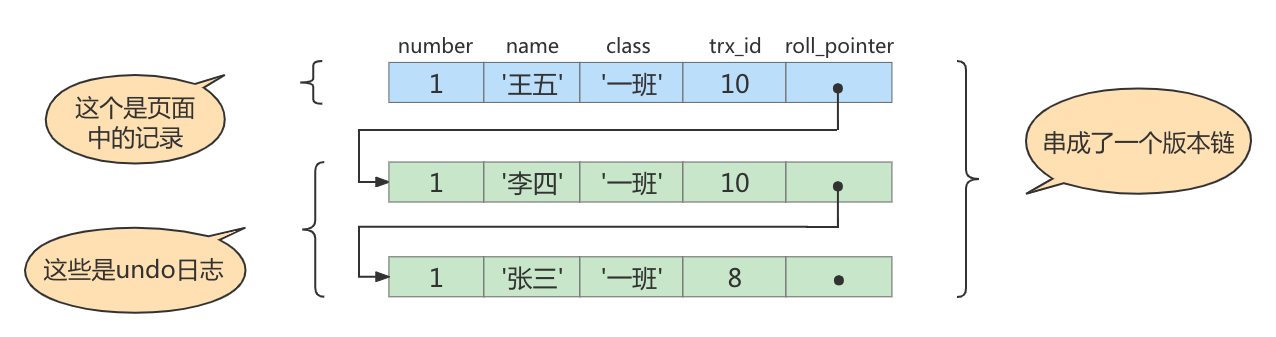 number name class trx_id roll_pointer
1 '王五' '一班' 10
这个是页面
中的记录
串成了一个版本链
1 '李四' '一班' 10
这些是undo日志
1 '张三' '一班' 8